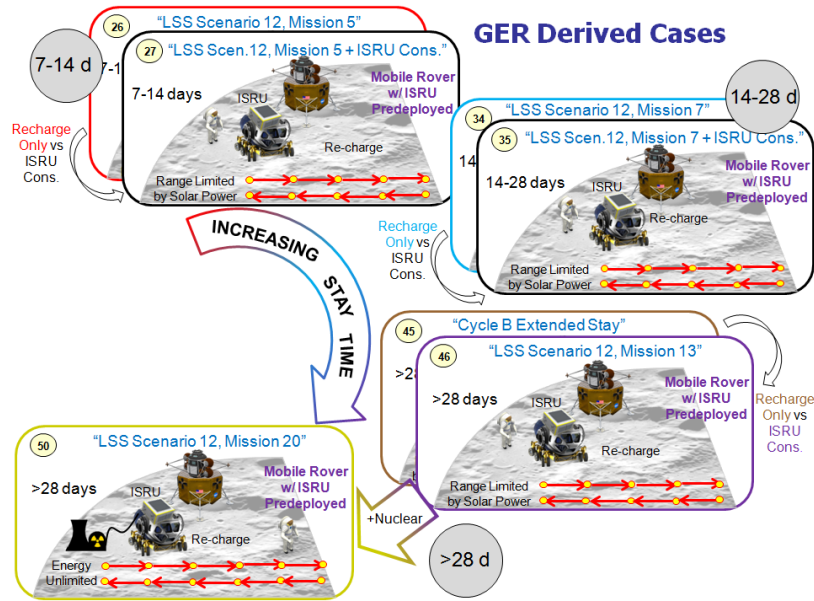 GER Derived Cases
7-14 d
26
"LSS Scenario 12, Mission 5"
7-1
27
"LSS Scen.12, Mission 5 + ISRU Cons."
7-14 days
ISRU
Mobile Rover
w/ ISRU
Predeployed
Re-charge
Range Limited
by Solar Power
Recharge
Only vs
ISRU
Cons.
14-28 d
34
"LSS Scenario 12, Mission 7"
14
35
"LSS Scen.12, Mission 7 + ISRU Cons."
14-28 days
ISRU
Mobile Rover
w/ ISRU
Predeployed
Re-charge
Range Limited
by Solar Power
Recharge
Only vs
ISRU
Cons.
INCREASING STAY TIME
45
"Cycle B Extended Stay"
>28
46
"LSS Scenario 12, Mission 13"
>28 days
ISRU
Mobile Rover
w/ ISRU
Predeployed
Re-charge
Range Limited
by Solar Power
Recharge
Only vs
ISRU
Cons.
50
"LSS Scenario 12, Mission 20"
>28 days
ISRU
Mobile Rover
w/ ISRU
Predeployed
Re-charge
Energy
Unlimited
+Nuclear
>28 d